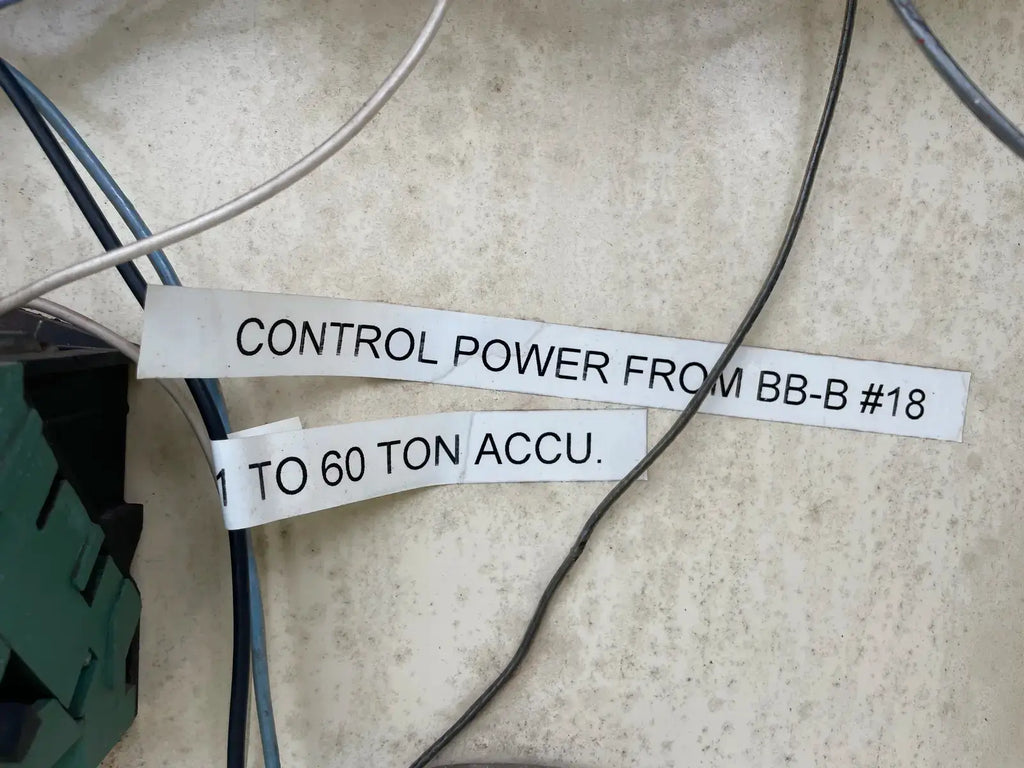 CONTROL POWER FROM BB-B #18
1 TO 60 TON ACCU.